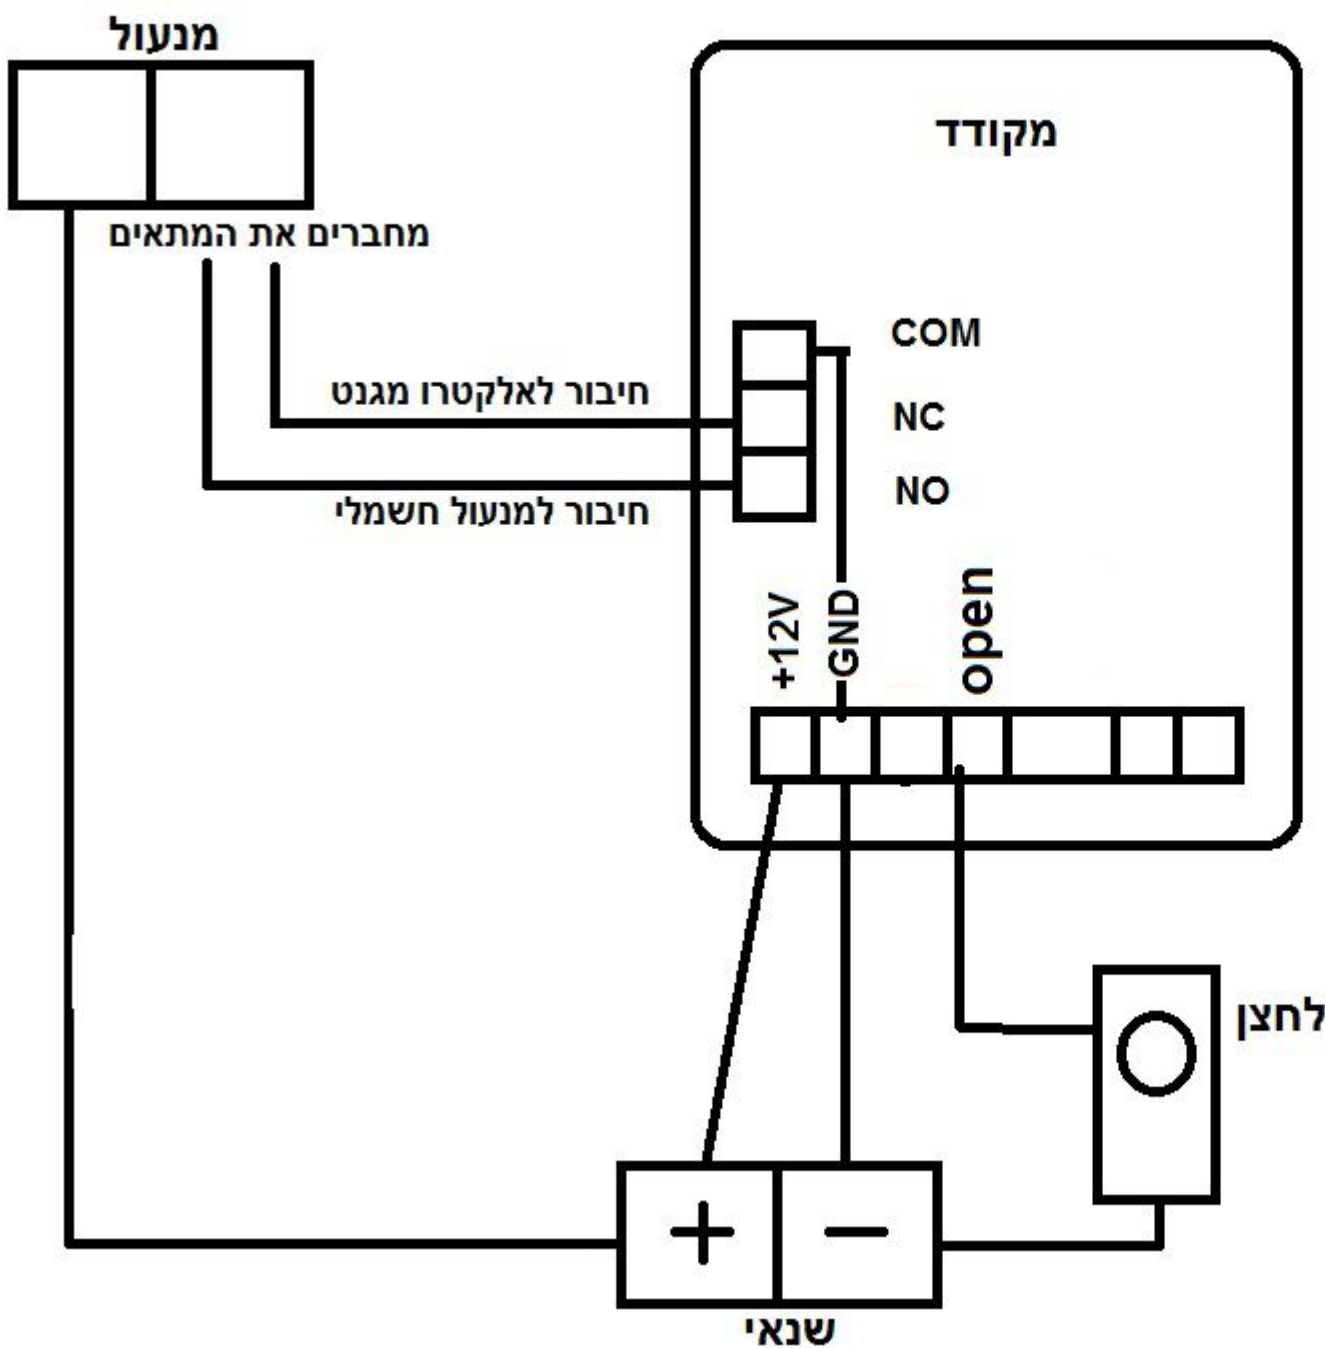 מנעול
מקודד
מחברים את המתאים
COM
חיבור לאלקטרו מגנט
NC
NO
חיבור למנעול חשמלי
+12V
GND
open
לחצן
+
−
שנאי